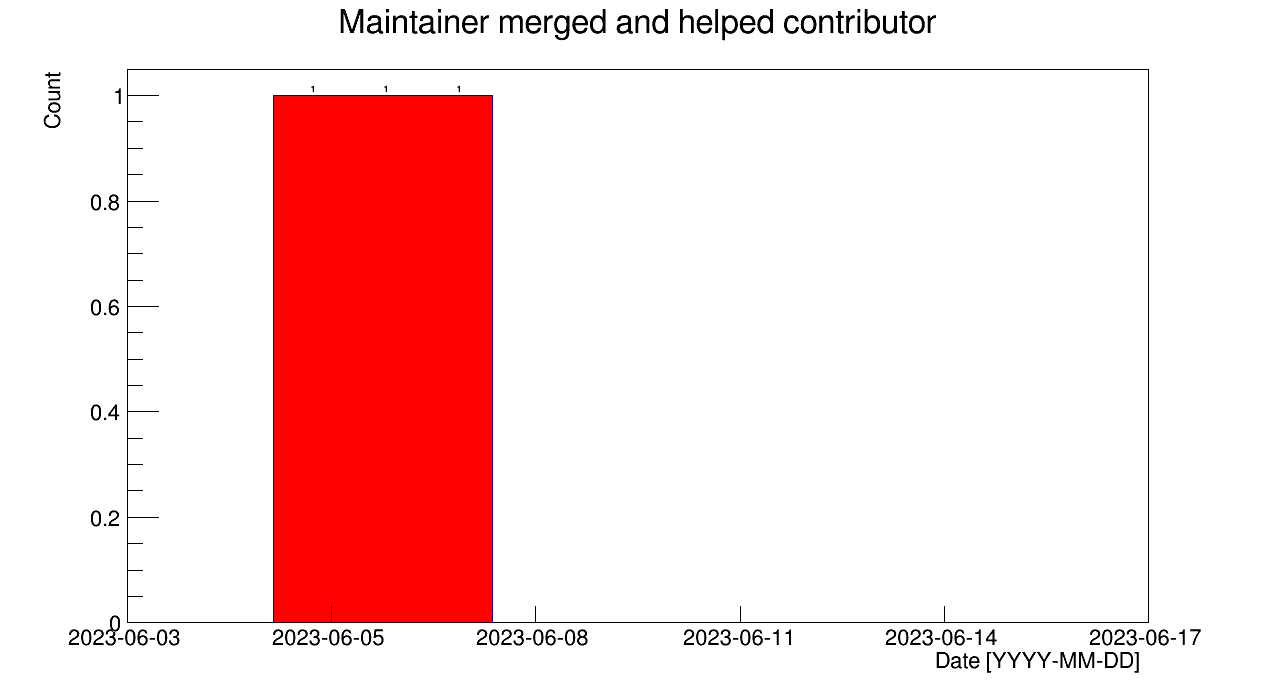 Maintainer merged and helped contributor
Count
1 1 1
1
0.8
0.6
0.4
0.2
0
2023-06-03 2023-06-05 2023-06-08 2023-06-11 2023-06-14 2023-06-17
Date [YYYY-MM-DD]